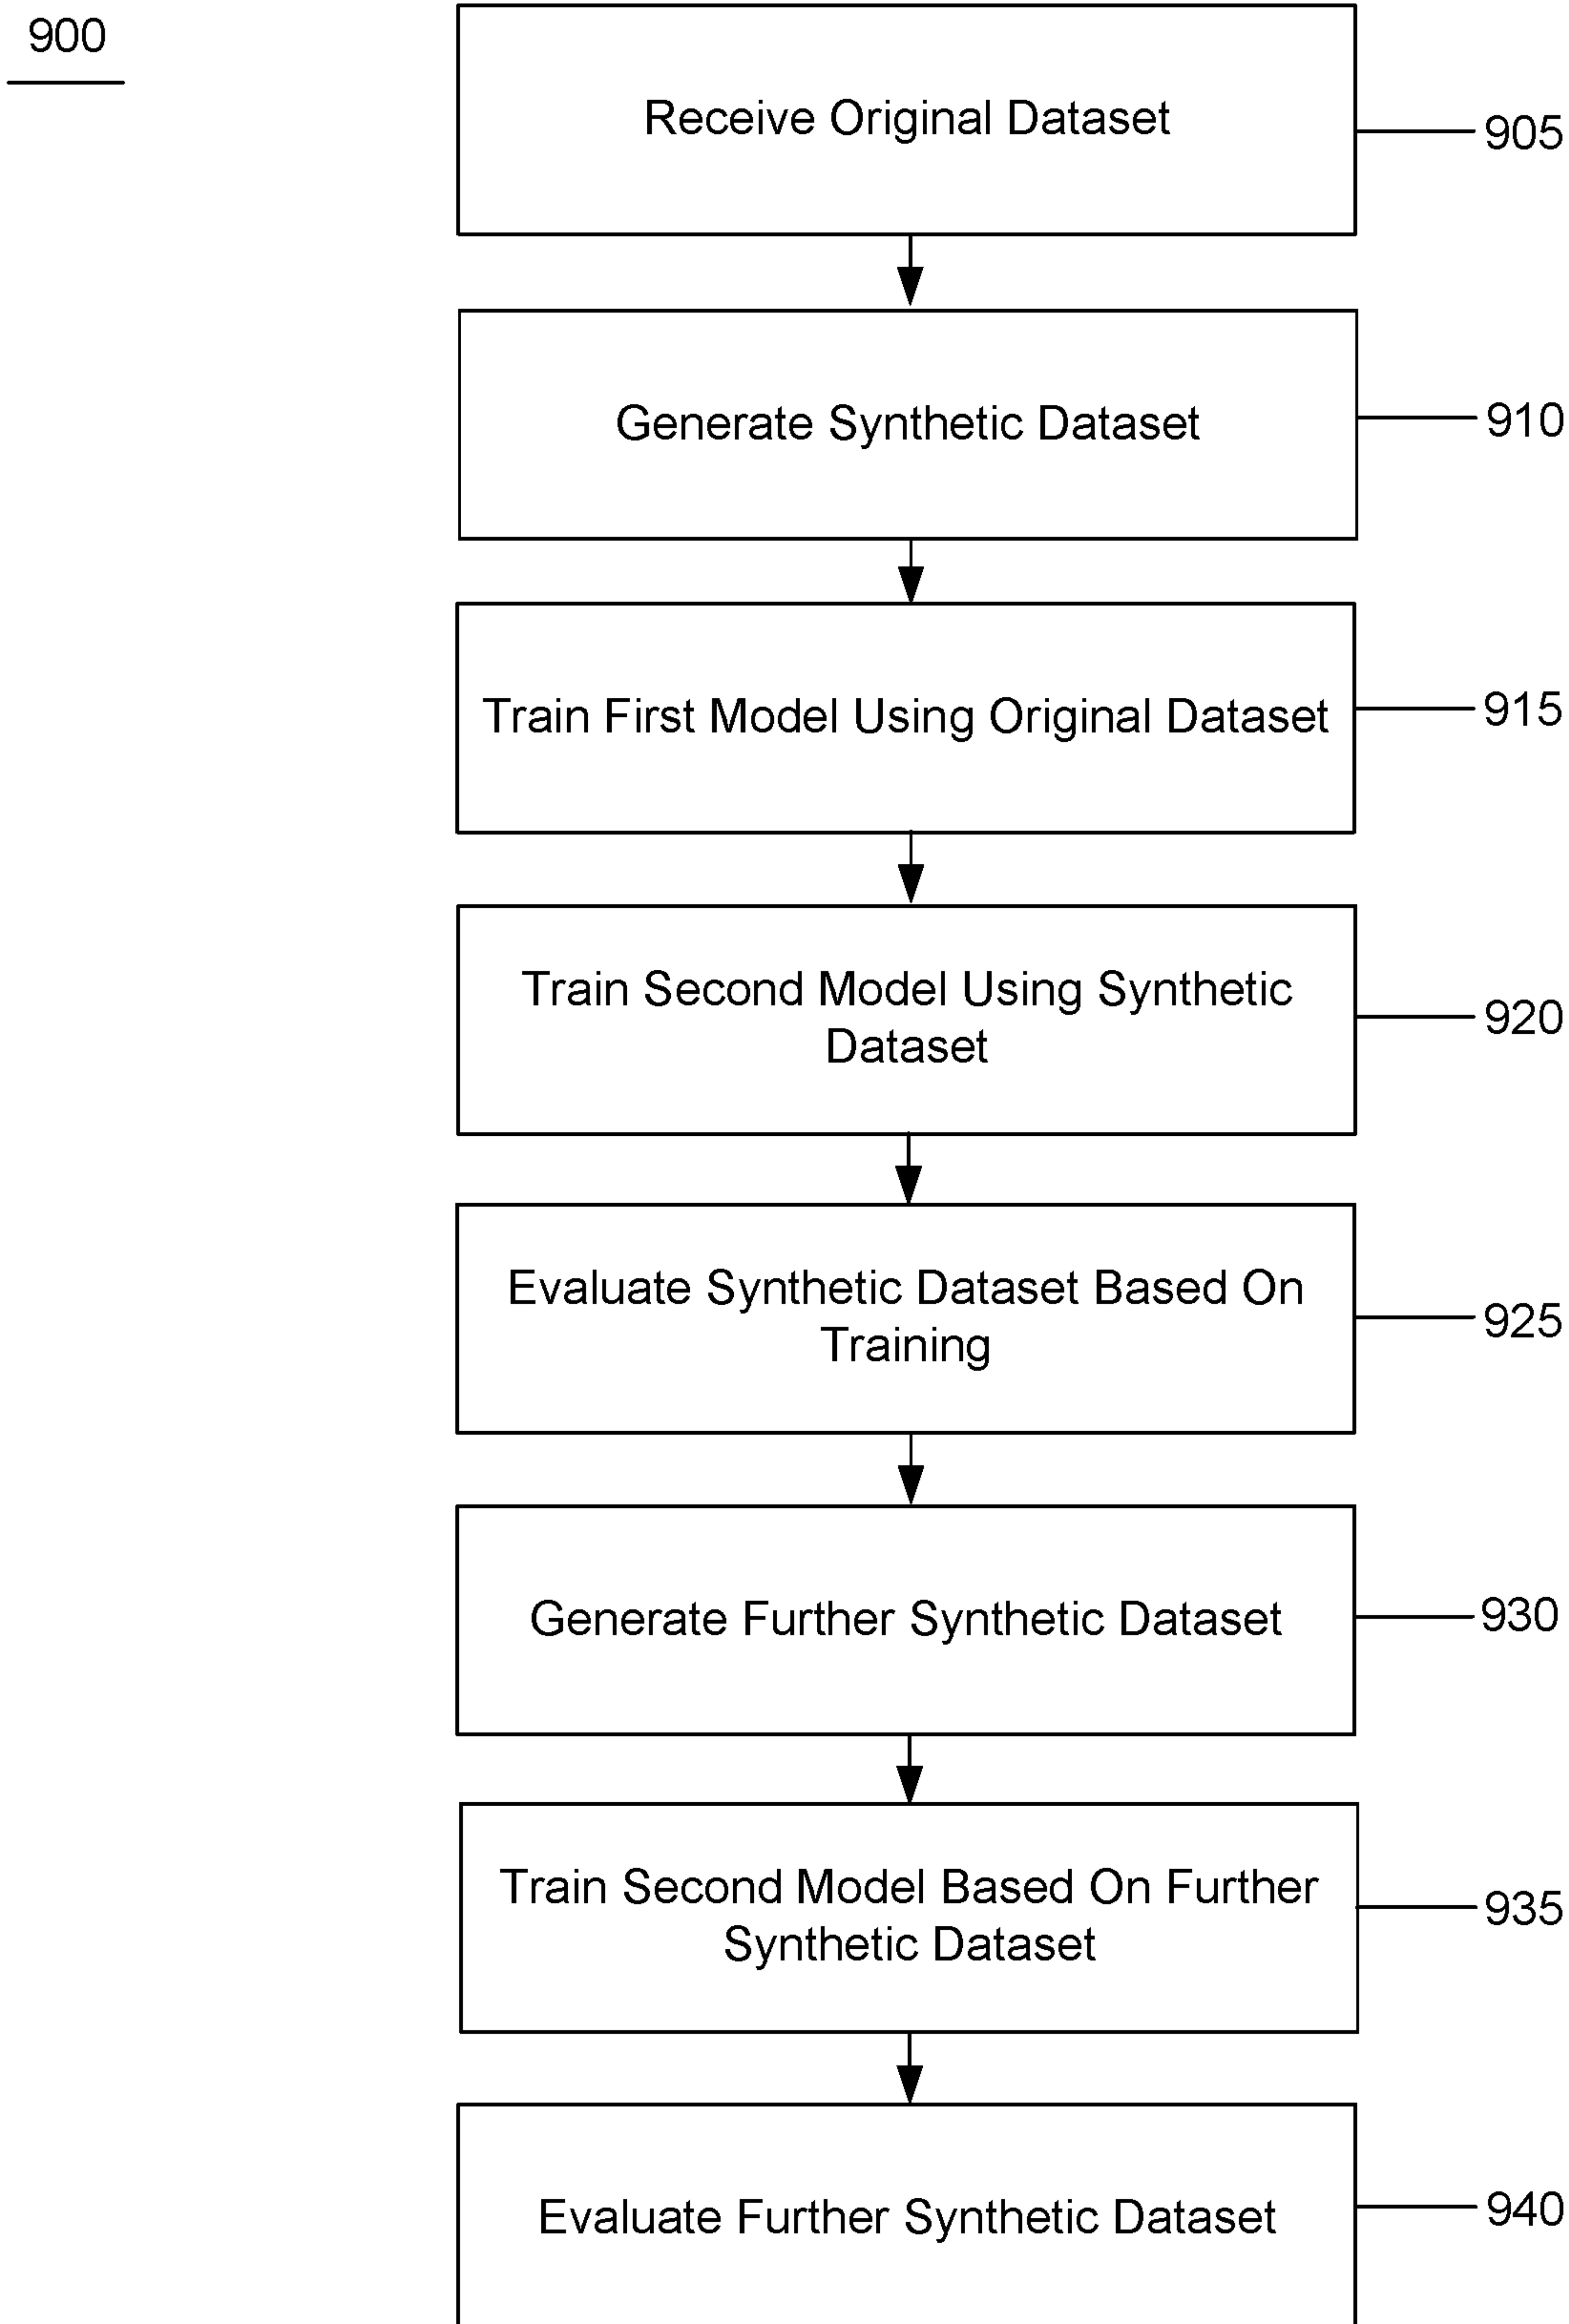 900
Receive Original Dataset
905
Generate Synthetic Dataset
910
Train First Model Using Original Dataset
915
Train Second Model Using Synthetic
Dataset
920
Evaluate Synthetic Dataset Based On
Training
925
Generate Further Synthetic Dataset
930
Train Second Model Based On Further
Synthetic Dataset
935
Evaluate Further Synthetic Dataset
940